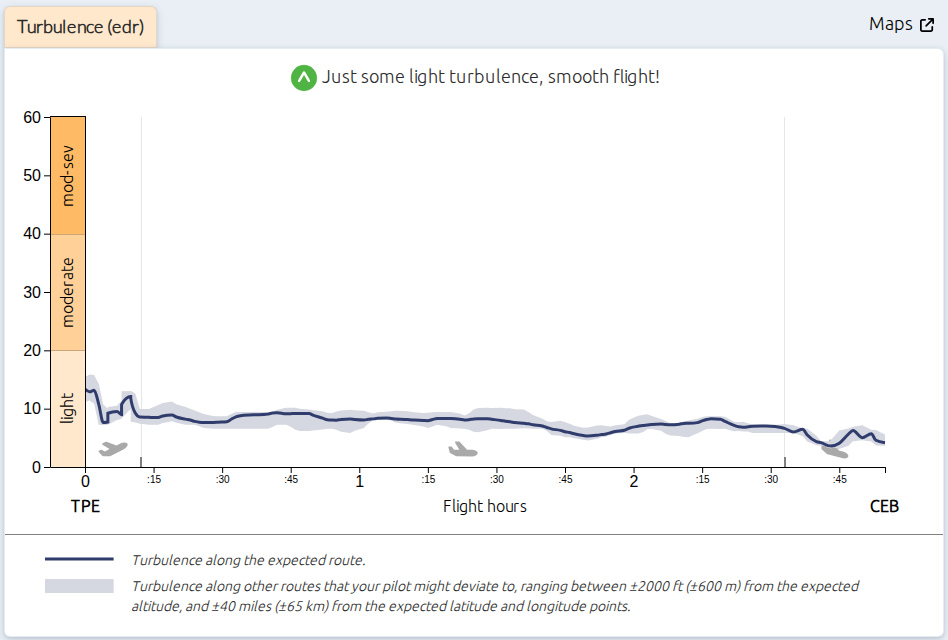 Turbulence (edr)
Maps
Just some light turbulence, smooth flight!
60
50
40
30
20
10
0
mod-sev
moderate
light
0 :15 :30 :45 1 :15 :30 :45 2 :15 :30 :45
TPE Flight hours CEB
Turbulence along the expected route.
Turbulence along other routes that your pilot might deviate to, ranging between ±2000 ft (±600 m) from the expected
altitude, and ±40 miles (±65 km) from the expected latitude and longitude points.